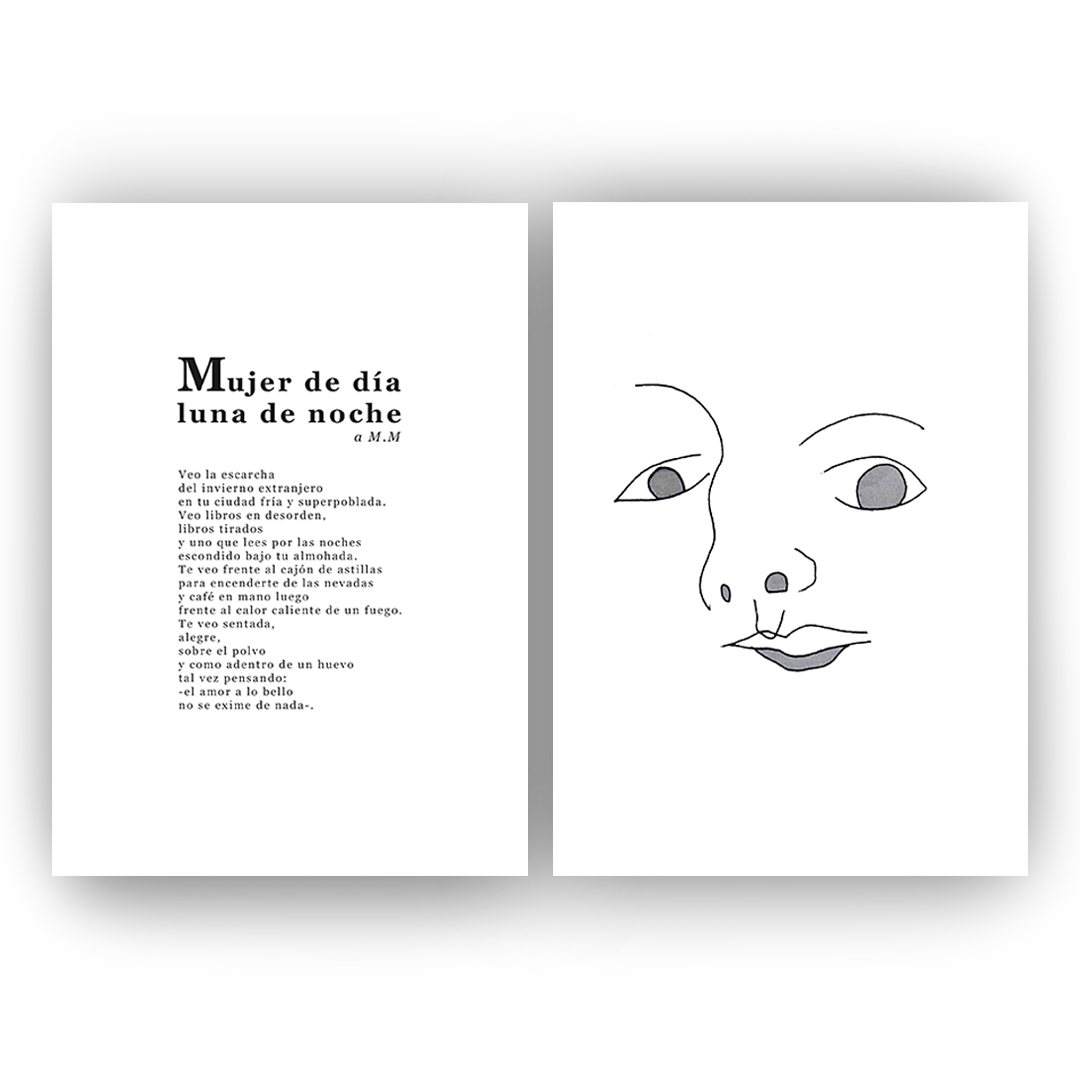 Mujer de día
luna de noche
a M.M
Veo la escarcha
del invierno extranjero
en tu ciudad fría y superpoblada.
Veo libros en desorden,
libros tirados
y uno que lees por las noches
escondido bajo tu almohada.
Te veo frente al cajón de astillas
para encenderte de las nevadas
y café en mano luego
frente al calor caliente de un fuego.
Te veo sentada,
alegre,
sobre el polvo
y como adentro de un huevo
tal vez pensando:
-el amor a lo bello
no se exime de nada-.